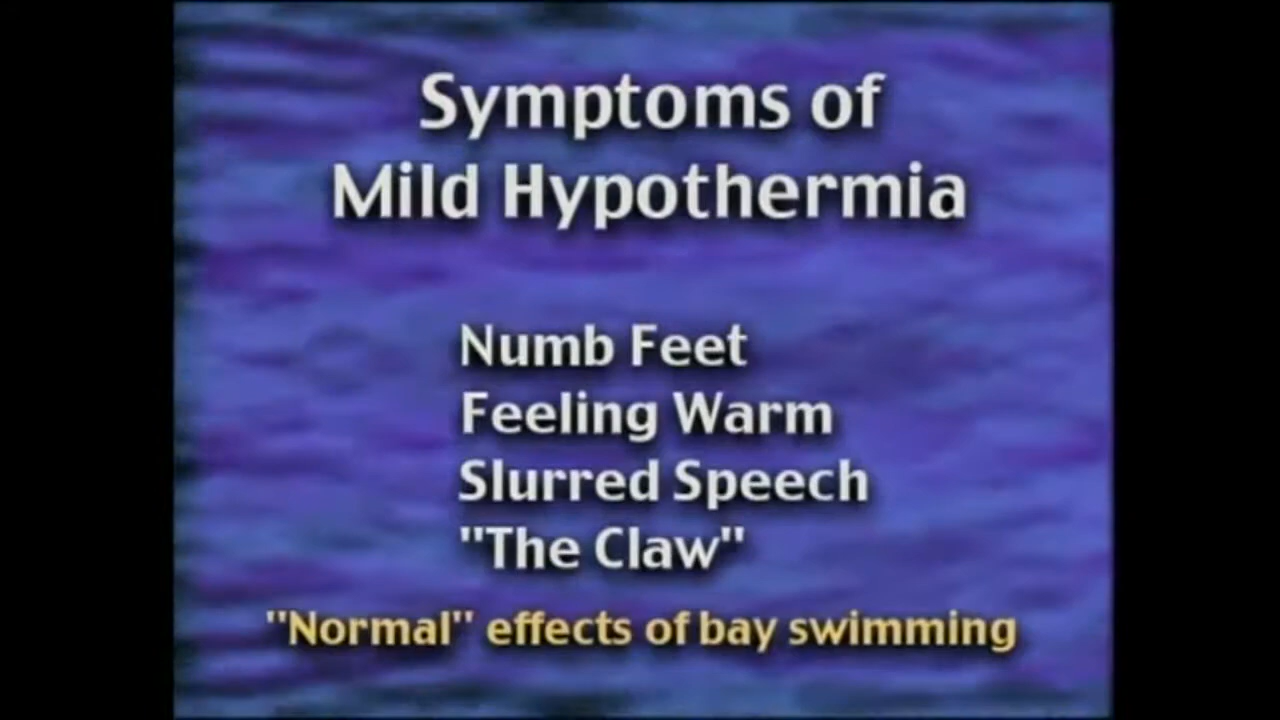 Symptoms of
Mild Hypothermia
Numb Feet
Feeling Warm
Slurred Speech
"The Claw"
"Normal" effects of bay swimming